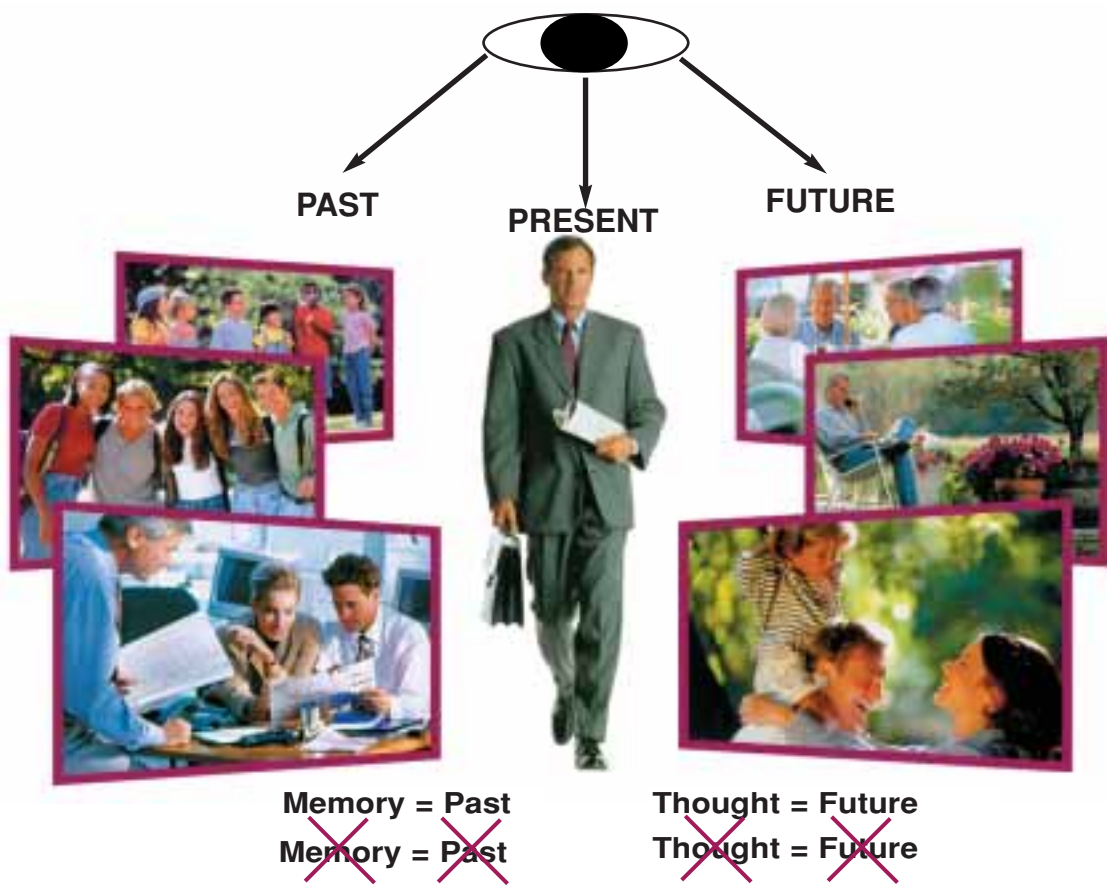 PAST
PRESENT
FUTURE
Memory = Past
Thought = Future
Memory = Past
Thought = Future